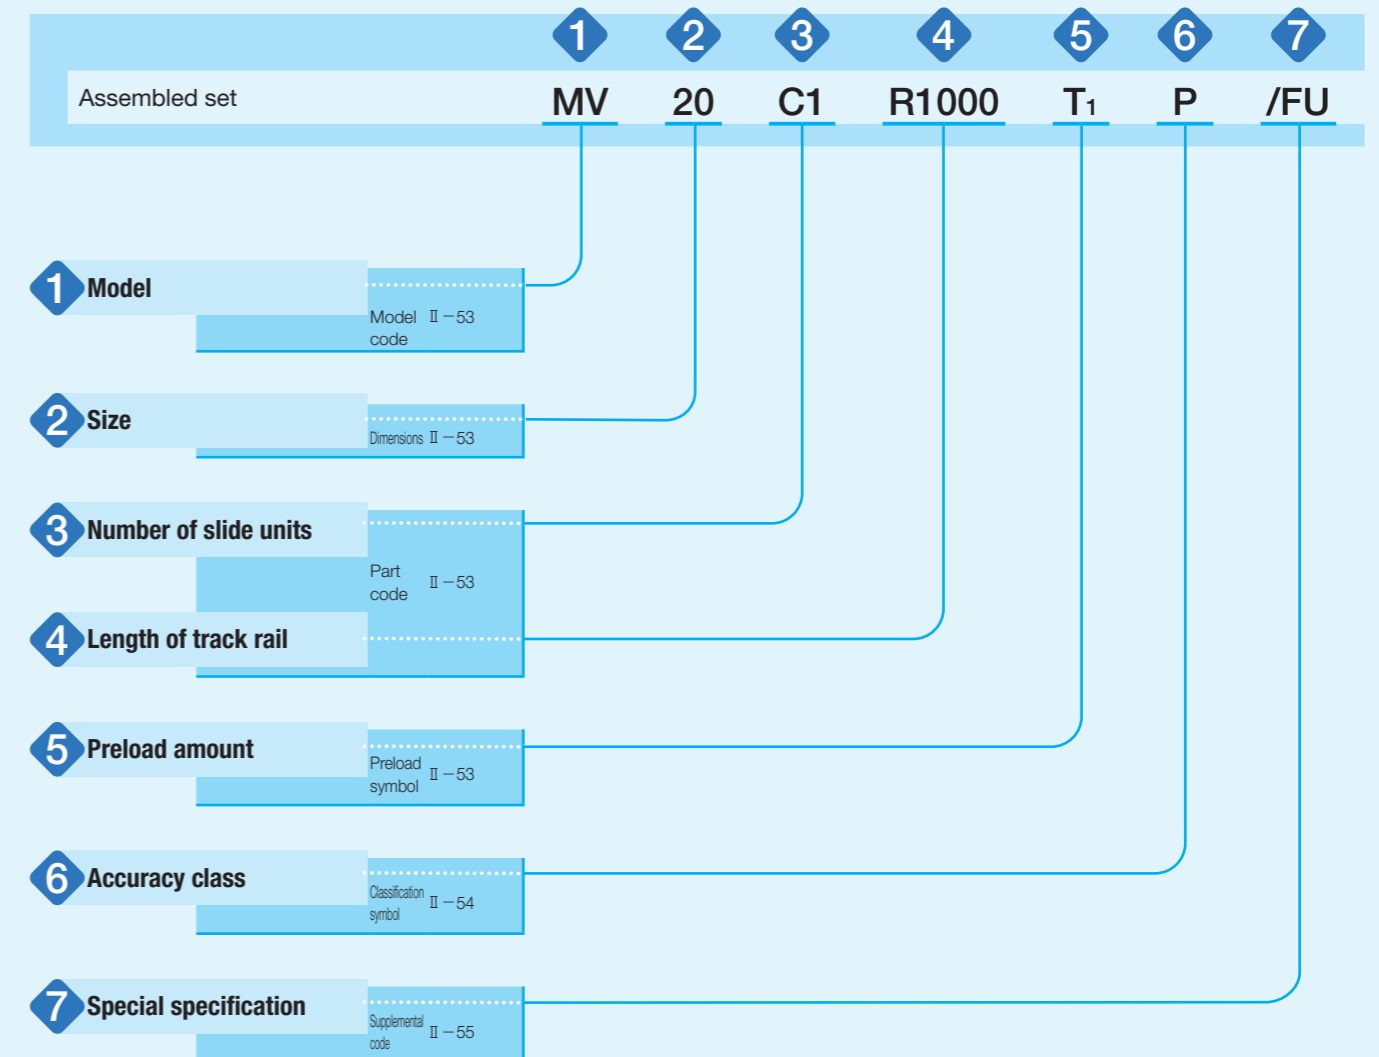 1 2 3 4 5 6 7
Assembled set MV 20 C1 R1000 T1 P /FU
1 Model
Model code Ⅱ－53
2 Size
Dimensions Ⅱ－53
3 Number of slide units
Part code Ⅱ－53
4 Length of track rail
5 Preload amount
Preload symbol Ⅱ－53
6 Accuracy class
Classification symbol Ⅱ－54
7 Special specification
Supplemental code Ⅱ－55